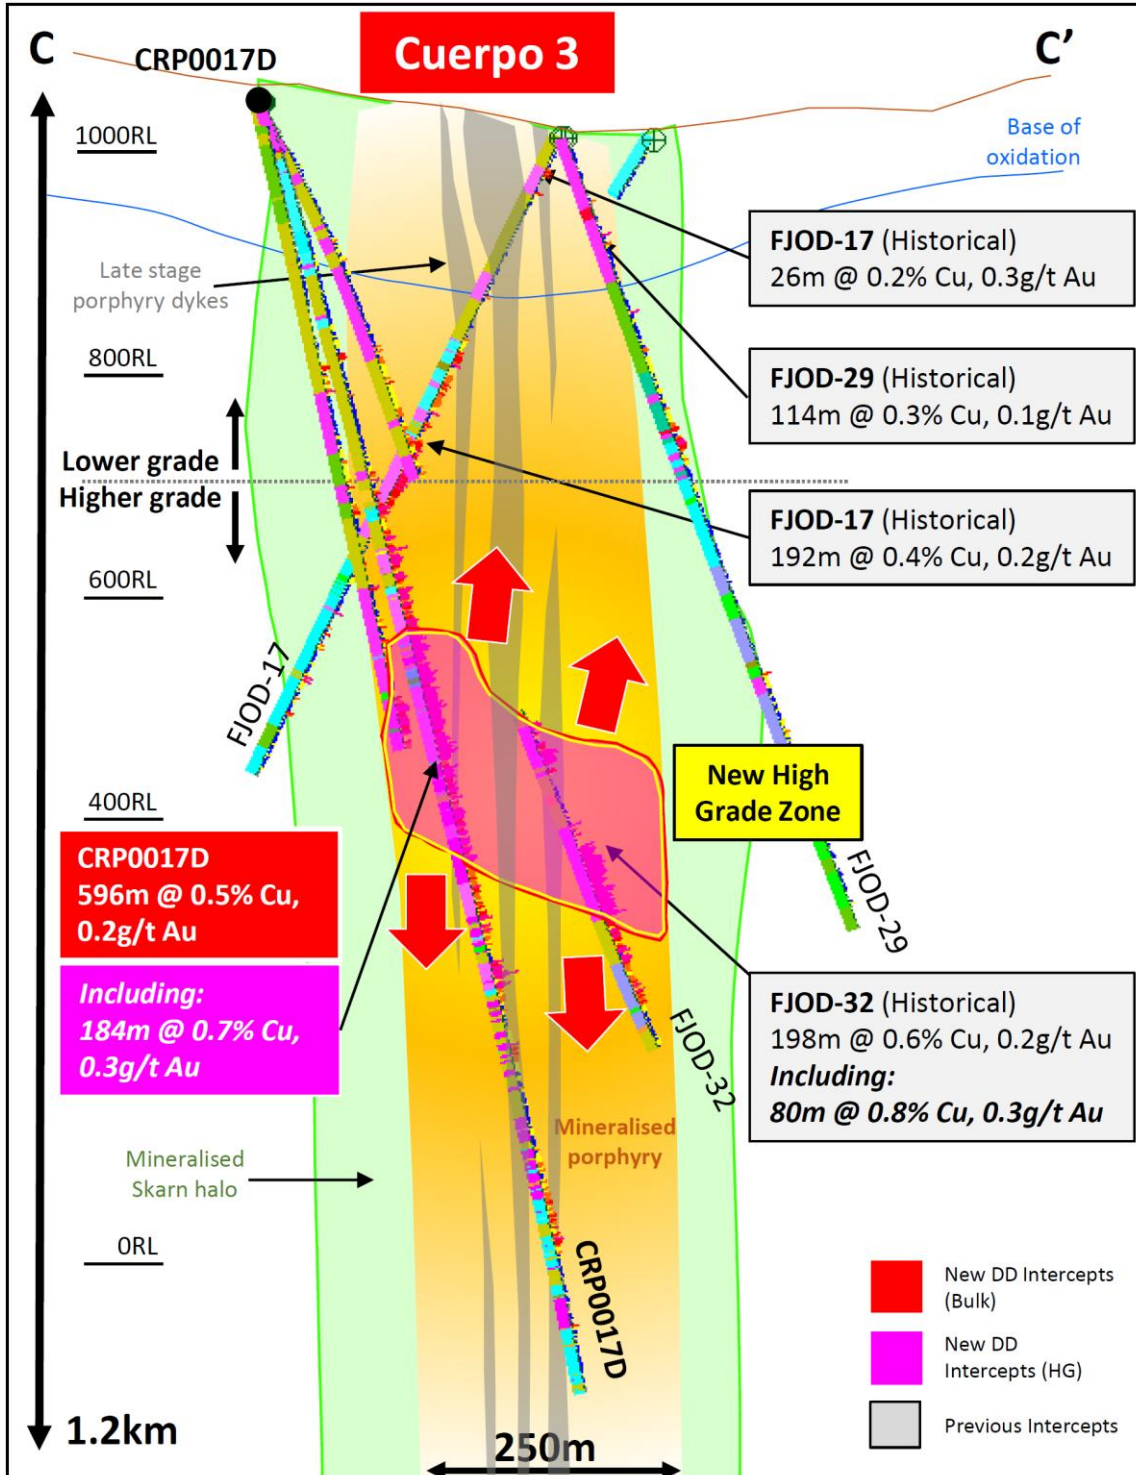 C
CRP0017D
Cuerpo 3
C’
1000RL
Base of
oxidation
Late stage
porphyry dykes
FJOD-17 (Historical)
26m @ 0.2% Cu, 0.3g/t Au
800RL
FJOD-29 (Historical)
114m @ 0.3% Cu, 0.1g/t Au
Lower grade
Higher grade
FJOD-17 (Historical)
192m @ 0.4% Cu, 0.2g/t Au
600RL
FJOD-17
New High
Grade Zone
400RL
CRP0017D
596m @ 0.5% Cu,
0.2g/t Au
Including:
184m @ 0.7% Cu,
0.3g/t Au
FJOD-29
FJOD-32
FJOD-32 (Historical)
198m @ 0.6% Cu, 0.2g/t Au
Including:
80m @ 0.8% Cu, 0.3g/t Au
Mineralised
porphyry
Mineralised
Skarn halo
0RL
CRP0017D
New DD Intercepts
(Bulk)
New DD
Intercepts (HG)
Previous Intercepts
1.2km
250m